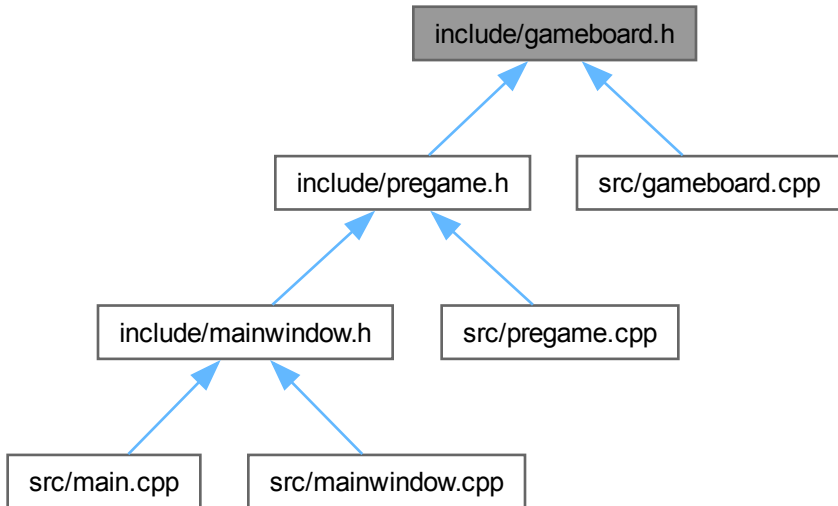 include/gameboard.h
include/pregame.h
src/gameboard.cpp
include/mainwindow.h
src/pregame.cpp
src/main.cpp
src/mainwindow.cpp